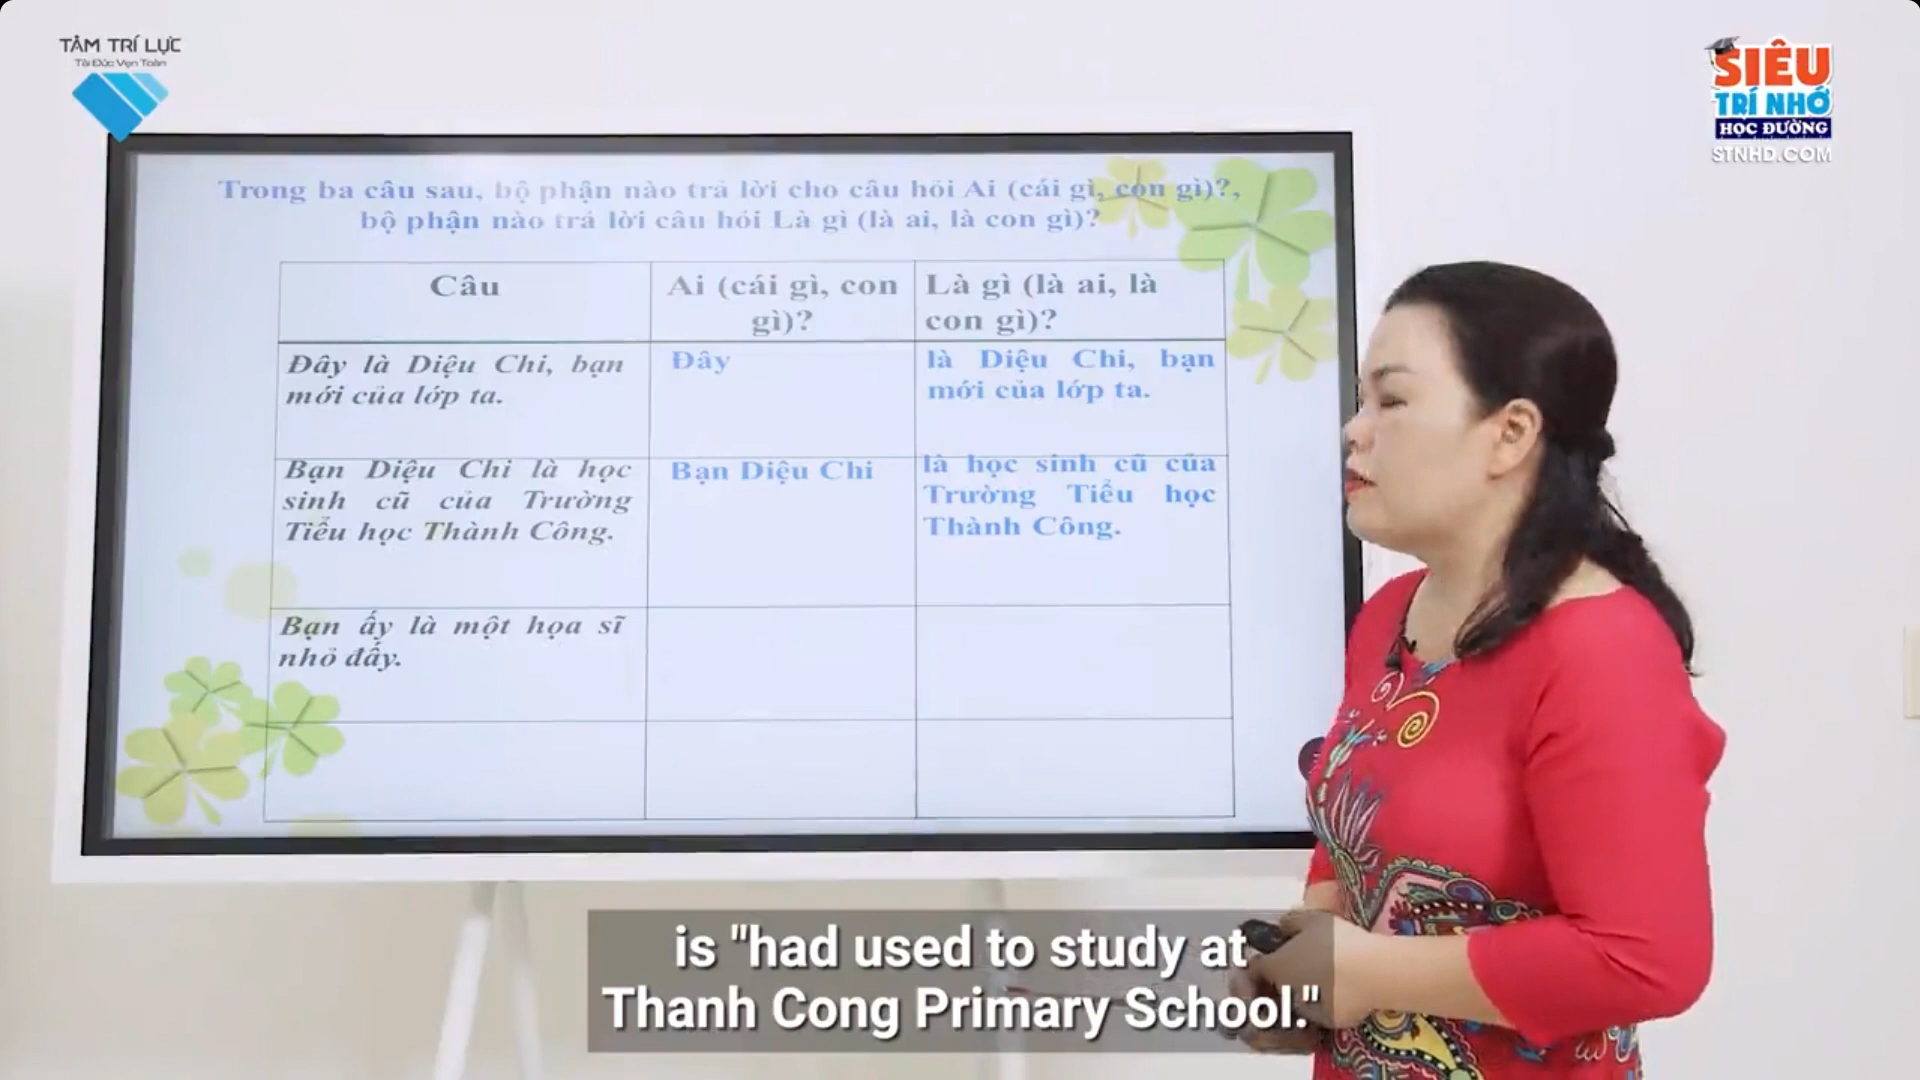 TÂM TRÍ LỰC
Tài Đức Vẹn Toàn
SIÊU
TRÍ NHỚ
HỌC ĐƯỜNG
STNHD.COM
Trong ba câu sau, bộ phận nào trả lời cho câu hỏi Ai (cái gì, con gì)?,
bộ phận nào trả lời câu hỏi Là gì (là ai, là con gì)?
Câu
Ai (cái gì, con
gì)?
Là gì (là ai, là
con gì)?
Đây là Diệu Chi, bạn
mới của lớp ta.
Đây
là Diệu Chi, bạn
mới của lớp ta.
Bạn Diệu Chi là học
sinh cũ của Trường
Tiểu học Thành Công.
Bạn Diệu Chi
là học sinh cũ của
Trường Tiểu học
Thành Công.
Bạn ấy là một họa sĩ
nhỏ đấy.
is "had used to study at
Thanh Cong Primary School."